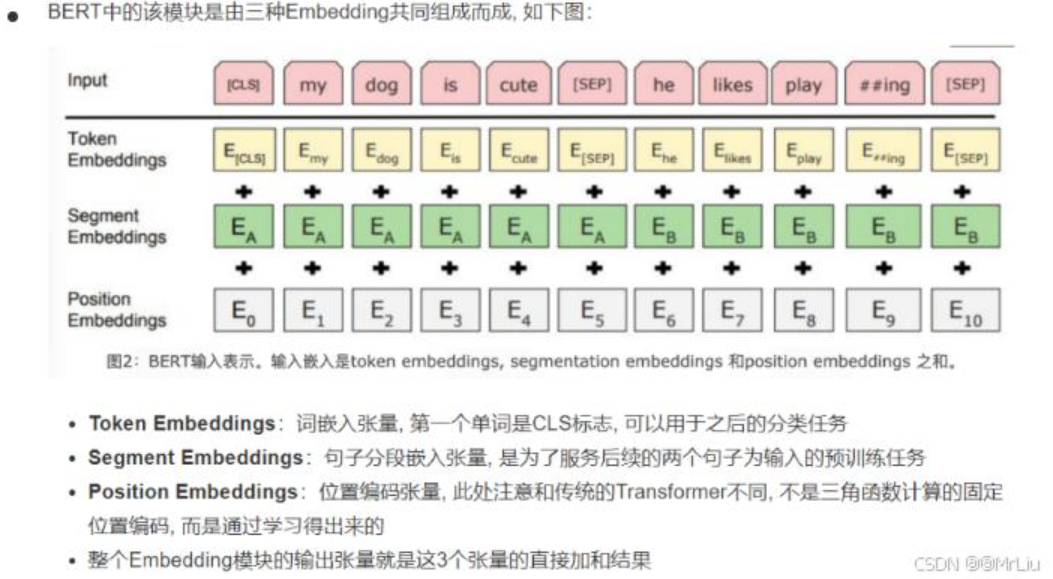 BERT中的该模块是由三种Embedding共同组成而成, 如下图：
Input [CLS] my dog is cute [SEP] he likes play ##ing [SEP]
Token Embeddings E[CLS] Emy Edog Eis Ecute E[SEP] Ehe Elikes Eplay E##ing E[SEP]
+ + + + + + + + + + +
Segment Embeddings EA EA EA EA EA EA EB EB EB EB EB
+ + + + + + + + + + +
Position Embeddings E0 E1 E2 E3 E4 E5 E6 E7 E8 E9 E10
图2：BERT输入表示。输入嵌入是token embeddings, segmentation embeddings 和position embeddings 之和。
Token Embeddings：词嵌入张量, 第一个单词是CLS标志, 可以用于之后的分类任务
Segment Embeddings：句子分段嵌入张量, 是为了服务后续的两个句子为输入的预训练任务
Position Embeddings：位置编码张量, 此处注意和传统的Transformer不同, 不是三角函数计算的固定
位置编码, 而是通过学习得出来的
整个Embedding模块的输出张量就是这3个张量的直接加和结果
CSDN @@MrLiu